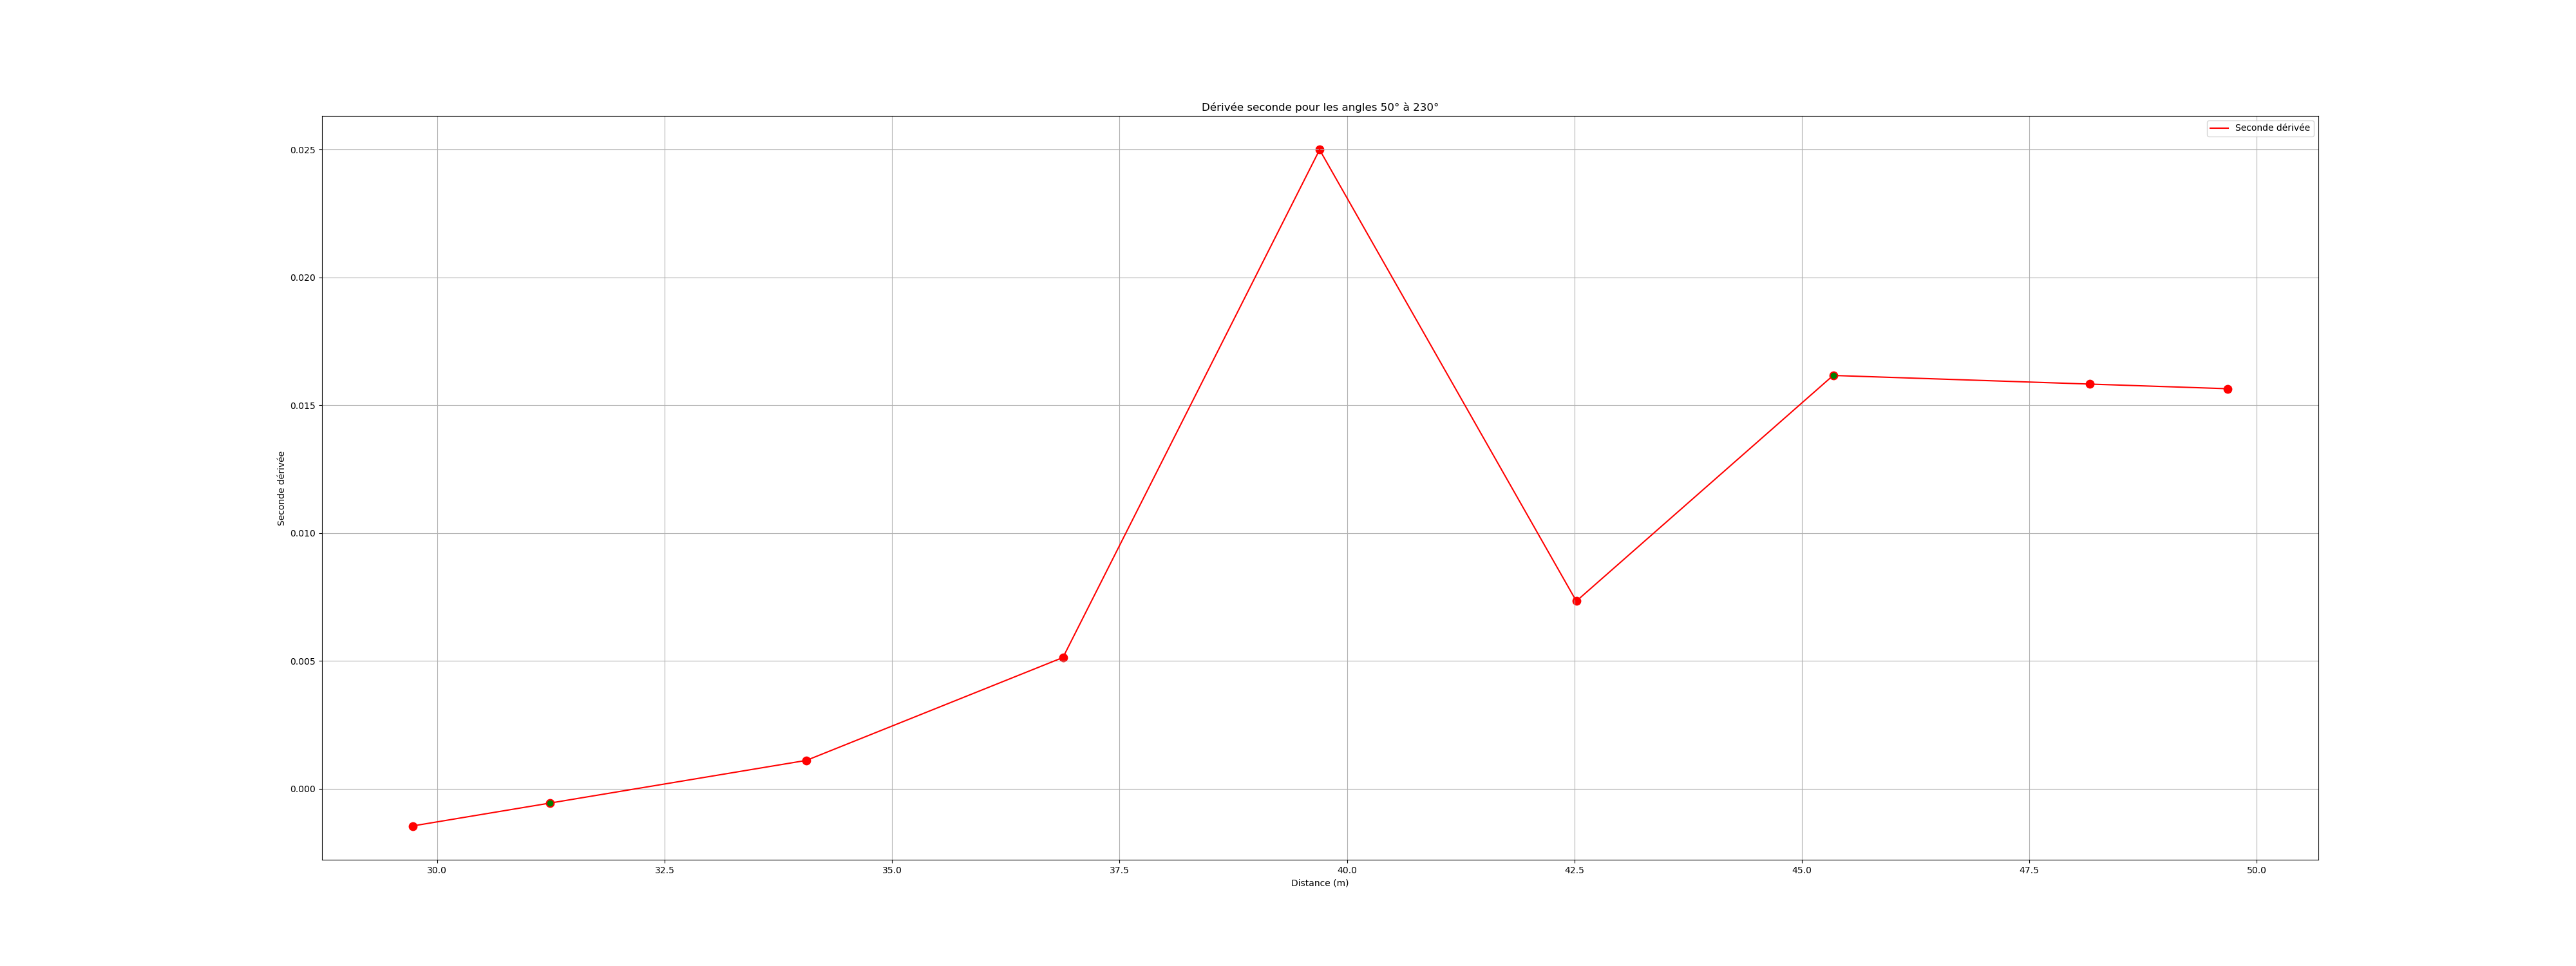 Dérivée seconde pour les angles 50° à 230°
Seconde dérivée
0.025
0.020
0.015
0.010
0.005
0.000
Seconde dérivée
30.0 32.5 35.0 37.5 40.0 42.5 45.0 47.5 50.0
Distance (m)